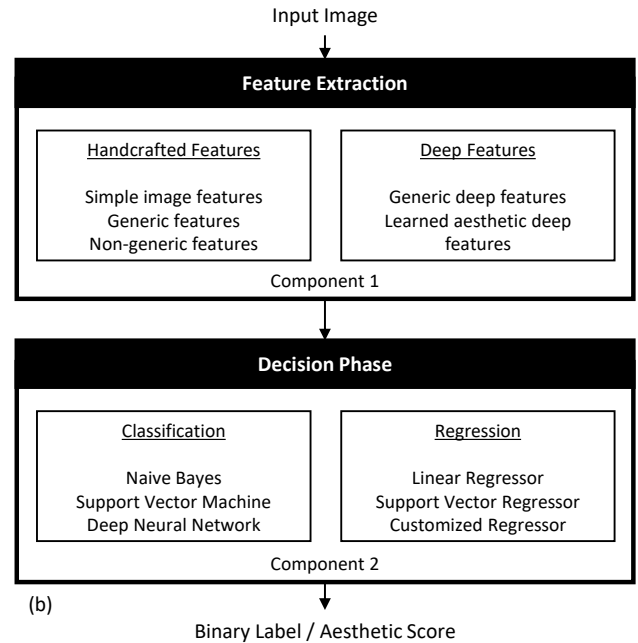 Input Image
Feature Extraction
Handcrafted Features
Simple image features
Generic features
Non-generic features
Deep Features
Generic deep features
Learned aesthetic deep
features
Component 1
Decision Phase
Classification
Naive Bayes
Support Vector Machine
Deep Neural Network
Regression
Linear Regressor
Support Vector Regressor
Customized Regressor
Component 2
(b)
Binary Label / Aesthetic Score